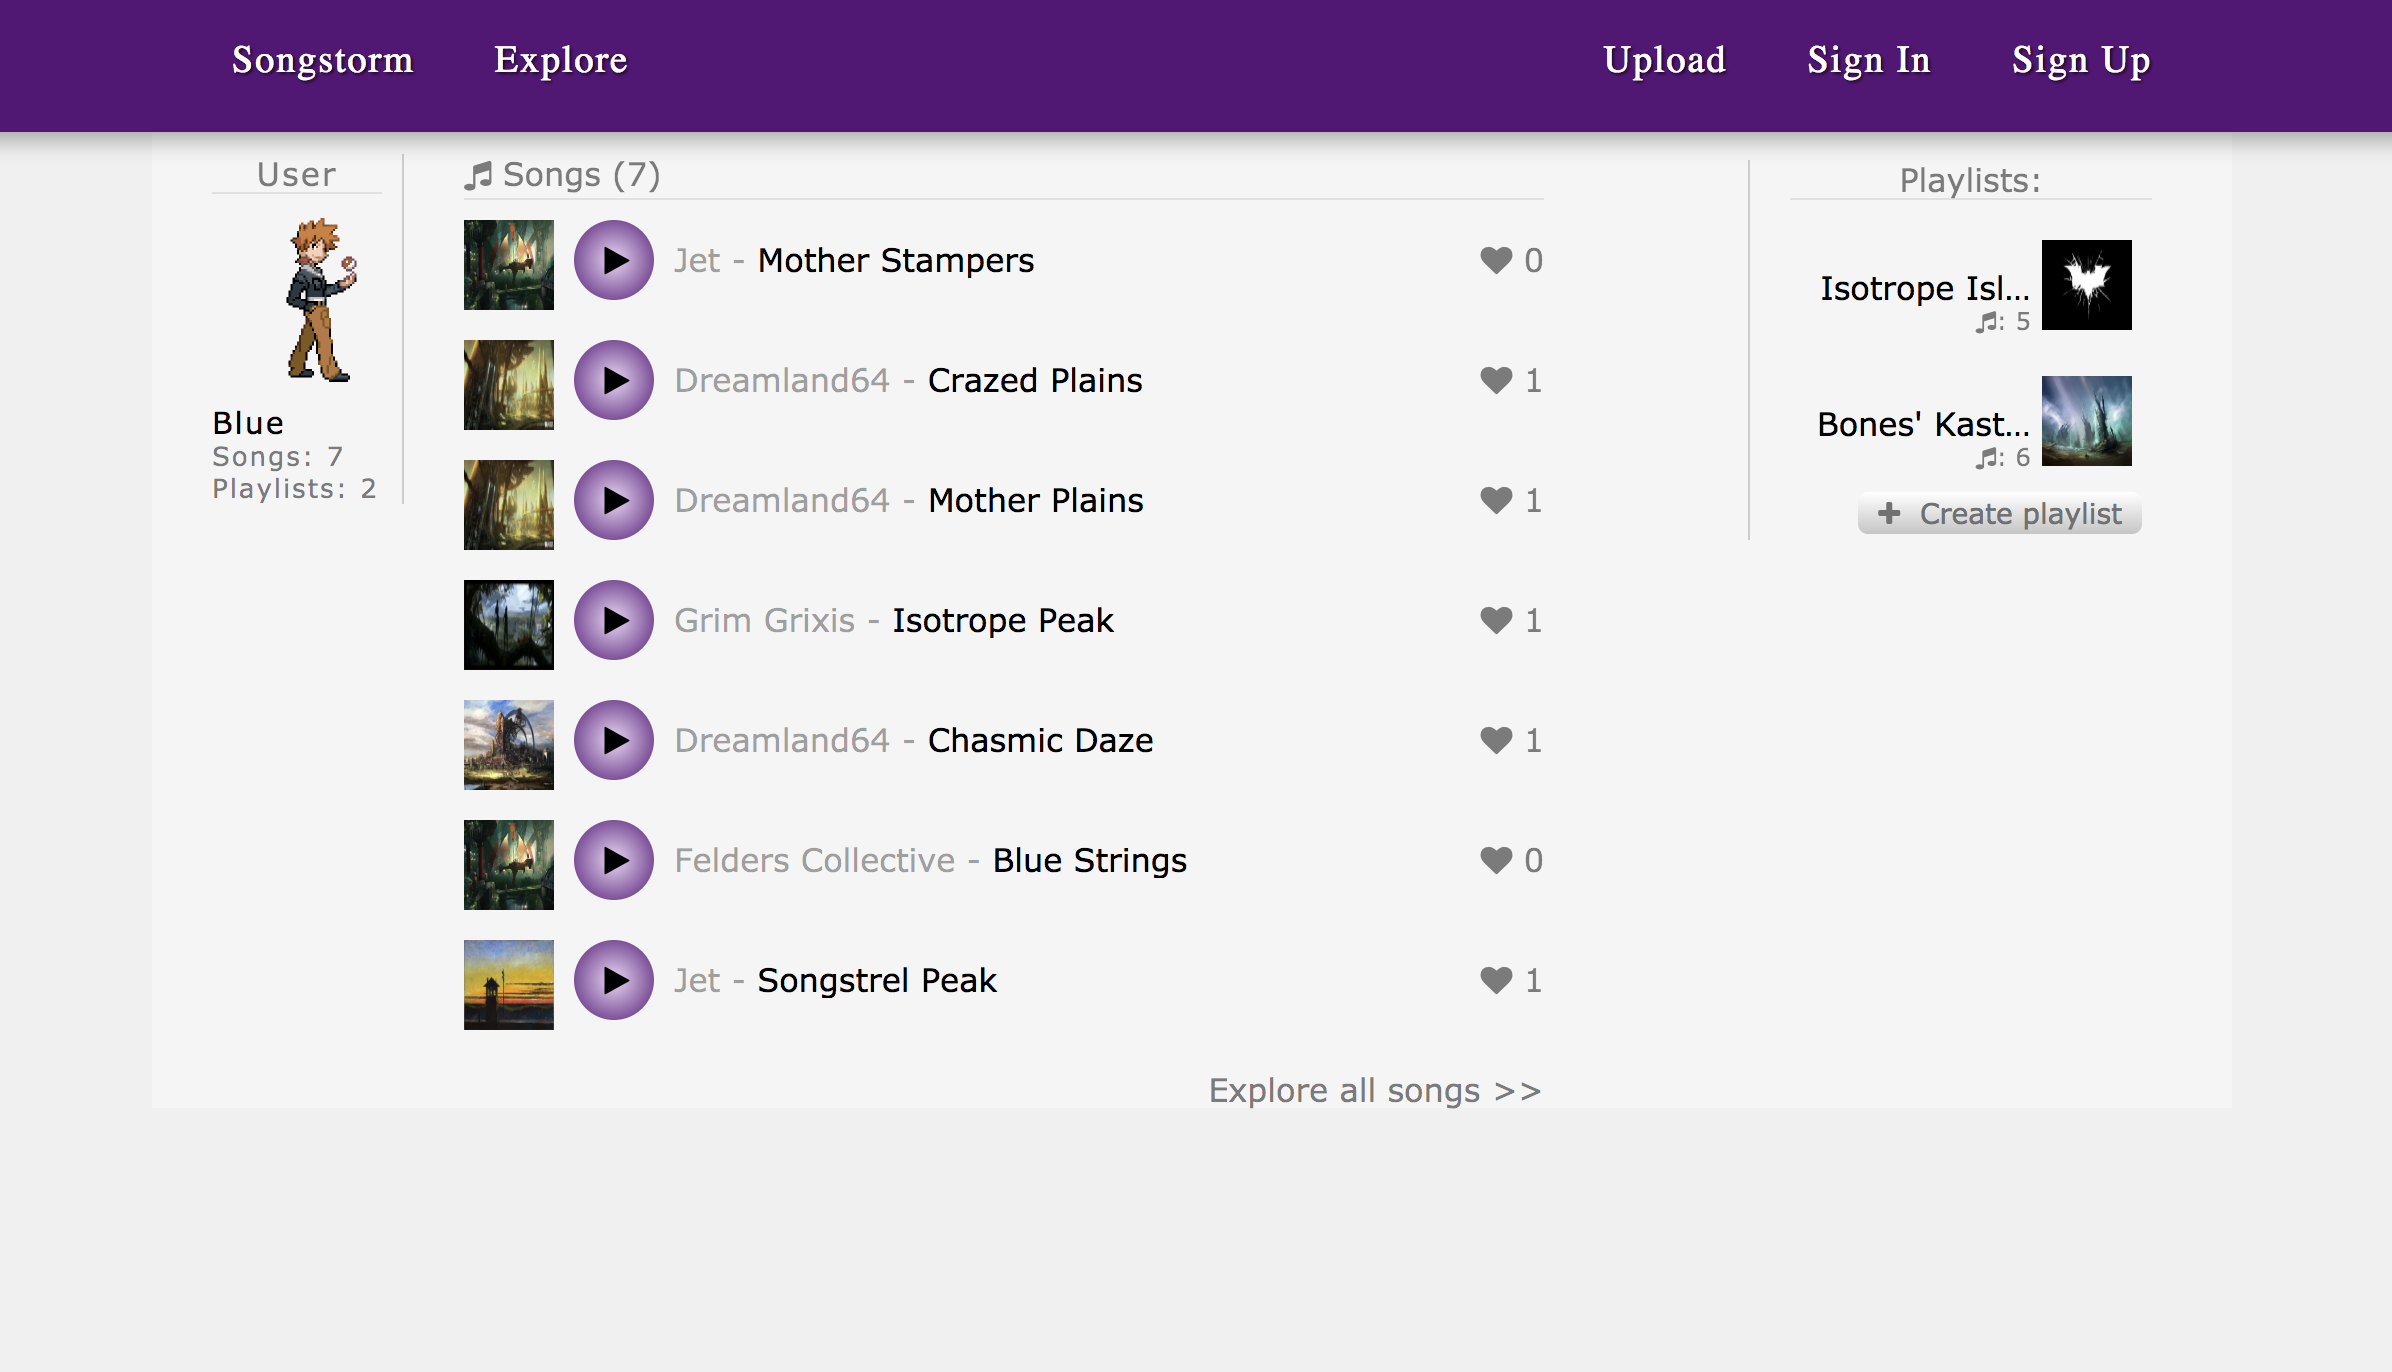 Songstorm Explore Upload Sign In Sign Up
User
Blue
Songs: 7
Playlists: 2
Songs (7)
Jet - Mother Stampers 0
Dreamland64 - Crazed Plains 1
Dreamland64 - Mother Plains 1
Grim Grixis - Isotrope Peak 1
Dreamland64 - Chasmic Daze 1
Felders Collective - Blue Strings 0
Jet - Songstrel Peak 1
Explore all songs >>
Playlists:
Isotrope Isl...
: 5
Bones' Kast...
: 6
Create playlist